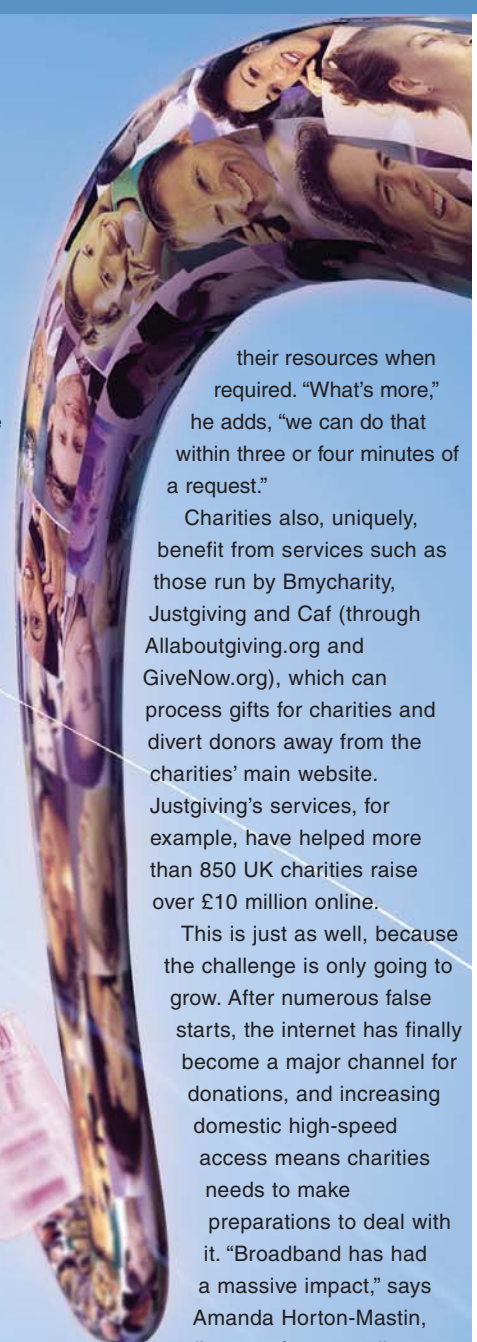 their resources when
required. “What’s more,”
he adds, “we can do that
within three or four minutes of
a request.”
Charities also, uniquely,
benefit from services such as
those run by Bmycharity,
Justgiving and Caf (through
Allaboutgiving.org and
GiveNow.org), which can
process gifts for charities and
divert donors away from the
charities’ main website.
Justgiving’s services, for
example, have helped more
than 850 UK charities raise
over £10 million online.
This is just as well, because
the challenge is only going to
grow. After numerous false
starts, the internet has finally
become a major channel for
donations, and increasing
domestic high-speed
access means charities
needs to make
preparations to deal with
it. “Broadband has had
a massive impact,” says
Amanda Horton-Mastin,